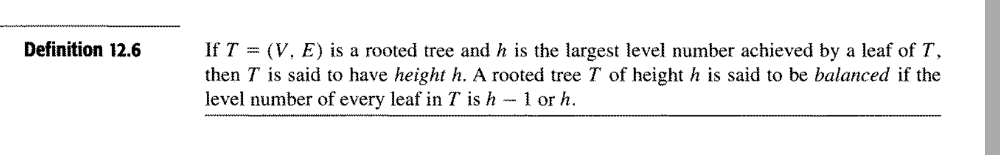 Definition 12.6
If T = (V, E) is a rooted tree and h is the largest level number achieved by a leaf of T,
then T is said to have height h. A rooted tree T of height h is said to be balanced if the
level number of every leaf in T is h − 1 or h.